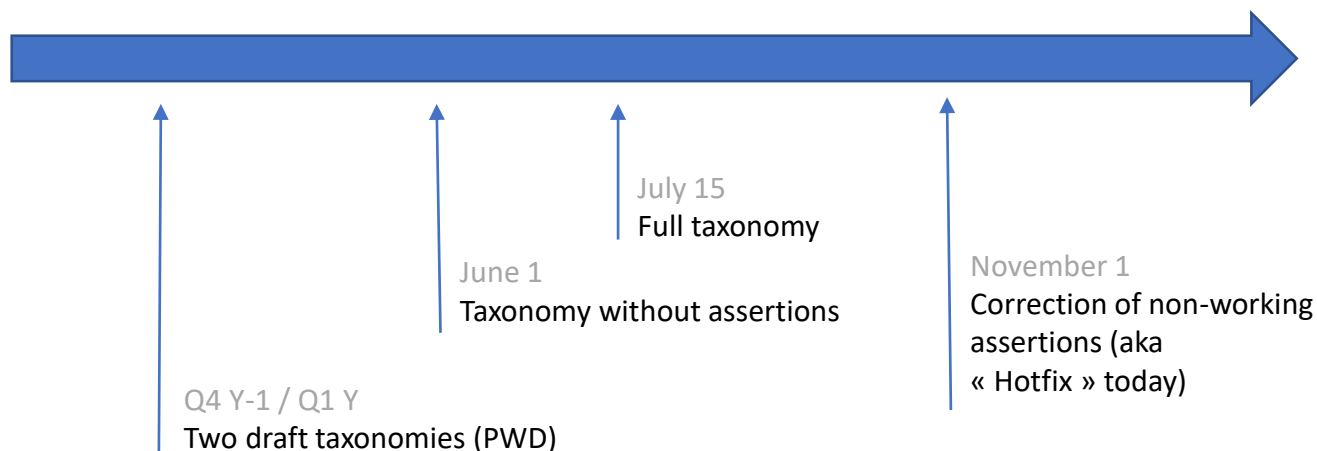 July 15
Full taxonomy
June 1
Taxonomy without assertions
November 1
Correction of non-working
assertions (aka
« Hotfix » today)
Q4 Y-1 / Q1 Y
Two draft taxonomies (PWD)